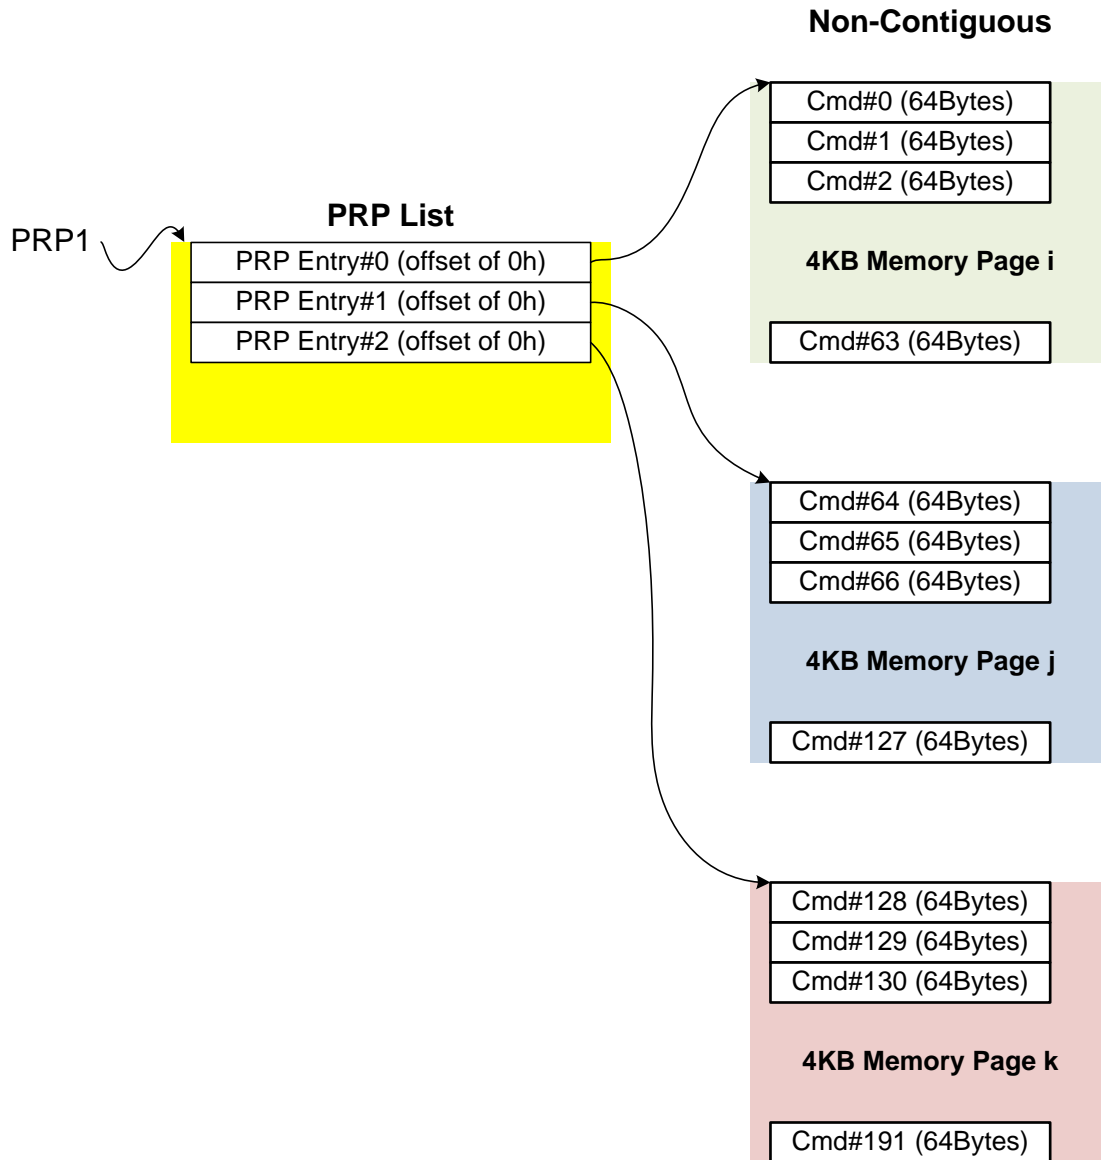 Non-Contiguous
Cmd#0 (64Bytes)
Cmd#1 (64Bytes)
Cmd#2 (64Bytes)
4KB Memory Page i
Cmd#63 (64Bytes)
PRP1
PRP List
PRP Entry#0 (offset of 0h)
PRP Entry#1 (offset of 0h)
PRP Entry#2 (offset of 0h)
Cmd#64 (64Bytes)
Cmd#65 (64Bytes)
Cmd#66 (64Bytes)
4KB Memory Page j
Cmd#127 (64Bytes)
Cmd#128 (64Bytes)
Cmd#129 (64Bytes)
Cmd#130 (64Bytes)
4KB Memory Page k
Cmd#191 (64Bytes)